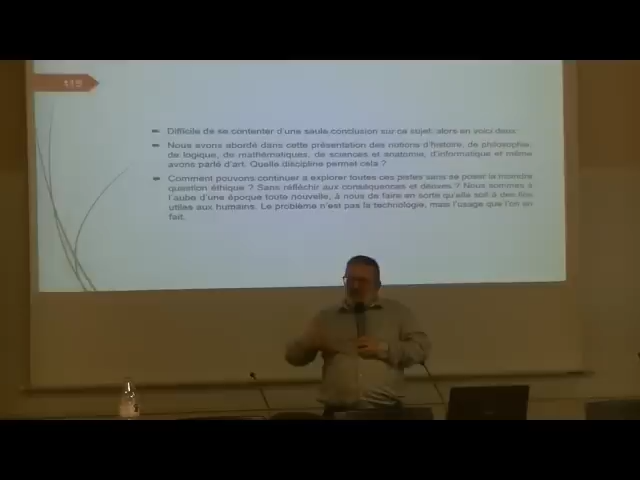 115
Difficile de se contenter d'une seule conclusion sur ce sujet, alors en voici deux:
Nous avons abordé dans cette présentation des notions d'histoire, de philosophie,
de logique, de mathématiques, de sciences et anatomie, d'informatique et même
avons parlé d'art. Quelle discipline permet cela ?
Comment pouvons continuer a explorer toutes ces pistes sans se poser la moindre
question éthique ? Sans réfléchir aux conséquences et dérives ? Nous sommes à
l'aube d'une époque toute nouvelle, à nous de faire en sorte qu'elle soit à des fins
utiles aux humains. Le problème n'est pas la technologie, mais l'usage que l'on en
fait.